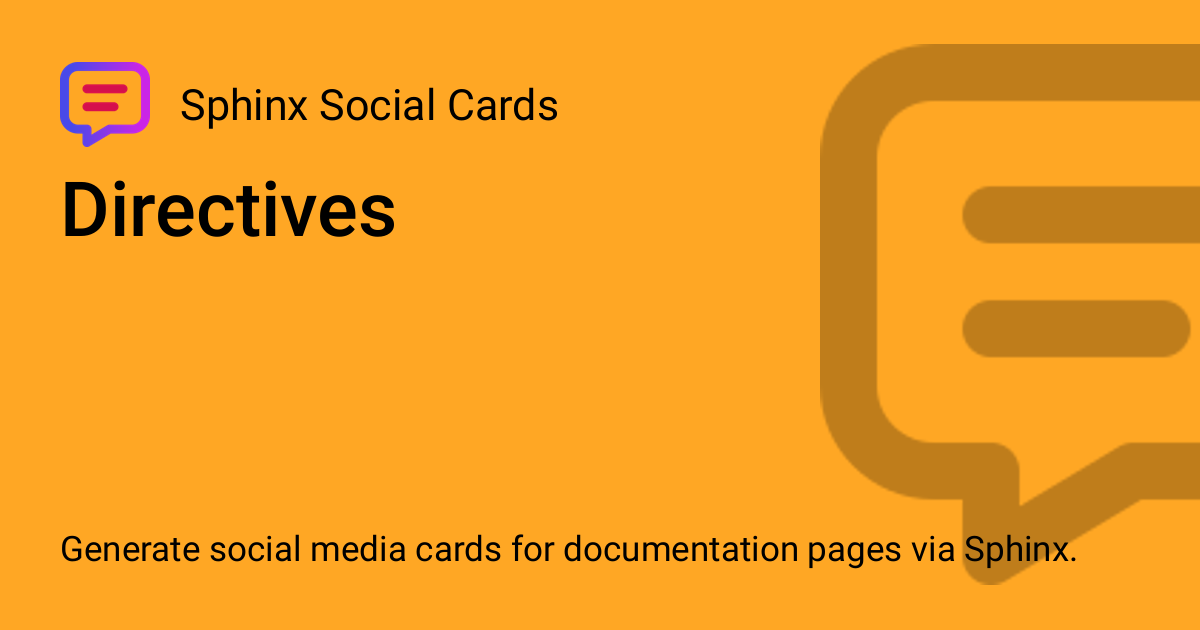 Sphinx Social Cards
Directives
Generate social media cards for documentation pages via Sphinx.